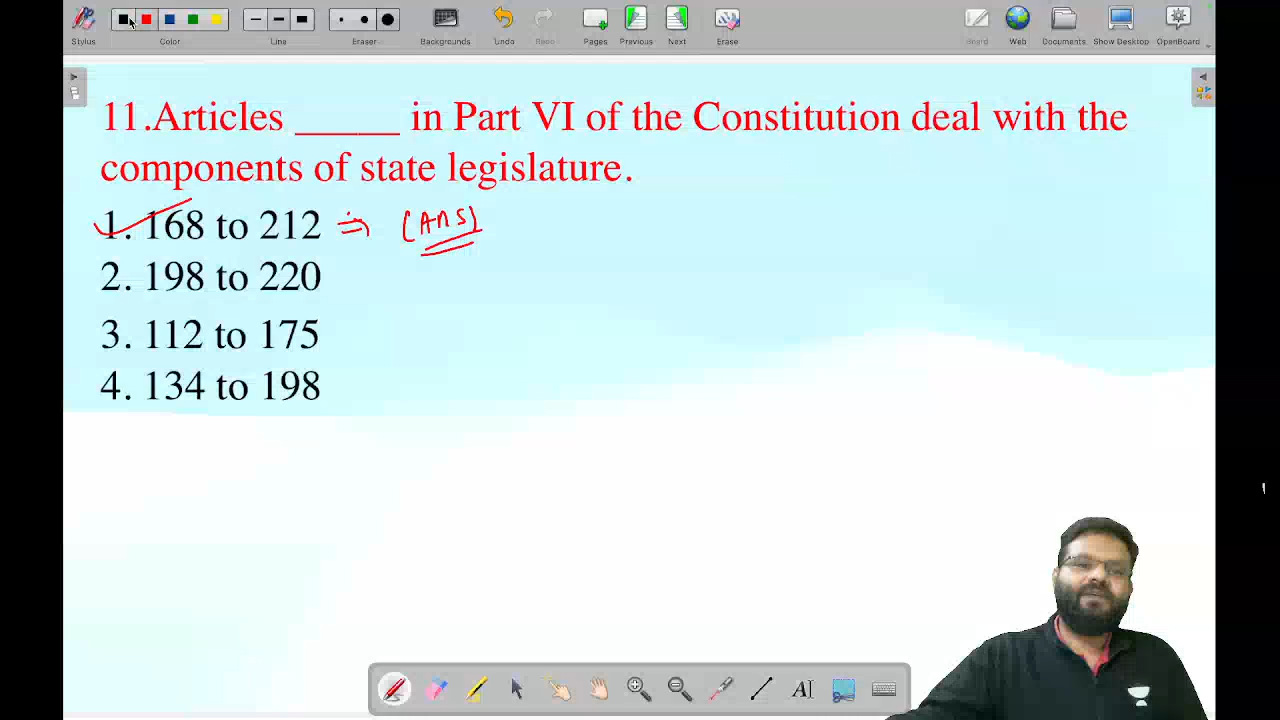 Stylus
Color
Line
Eraser
Backgrounds
Undo
Redo
Pages
Previous
Next
Erase
Board
Web
Documents
Show Desktop
OpenBoard
11.Articles _____ in Part VI of the Constitution deal with the
components of state legislature.
1. 168 to 212 ⇒ (Ans)
2. 198 to 220
3. 112 to 175
4. 134 to 198